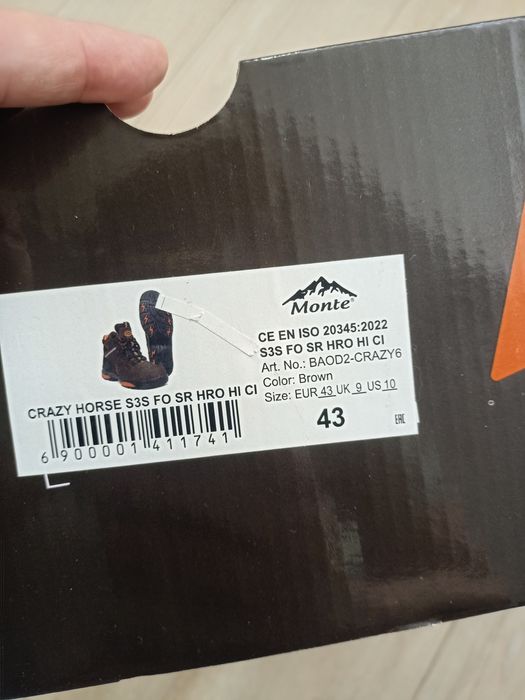 Monte®
CE EN ISO 20345:2022
S3S FO SR HRO HI CI
Art. No.: BAOD2-CRAZY6
Color: Brown
Size: EUR 43 UK 9 US 10
43
CRAZY HORSE S3S FO SR HRO HI CI
6 900001 411741
EAC